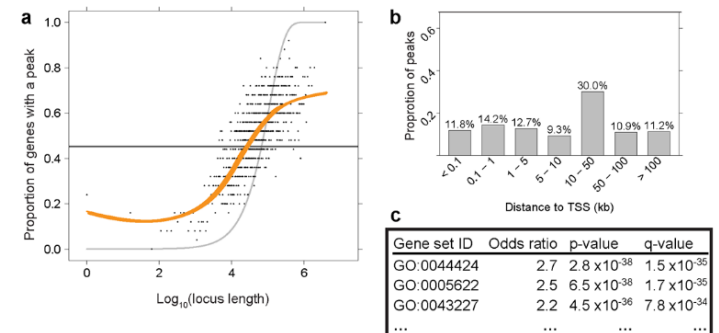 a
Proportion of genes with a peak
1.0
0.8
0.6
0.4
0.2
0.0
0 2 4 6
Log10(locus length)
b
Proprotion of peaks
0.6
0.4
0.2
11.8% 14.2% 12.7% 9.3% 30.0% 10.9% 11.2%
< 0.1 0.1 – 1 1 – 5 5 – 10 10 – 50 50 – 100 > 100
Distance to TSS (kb)
c
Gene set ID Odds ratio p-value q-value
GO:0044424 2.7 2.8 x10-38 1.5 x10-35
GO:0005622 2.5 6.5 x10-38 1.7 x10-35
GO:0043227 2.2 4.5 x10-36 7.8 x10-34
... ... ... ...